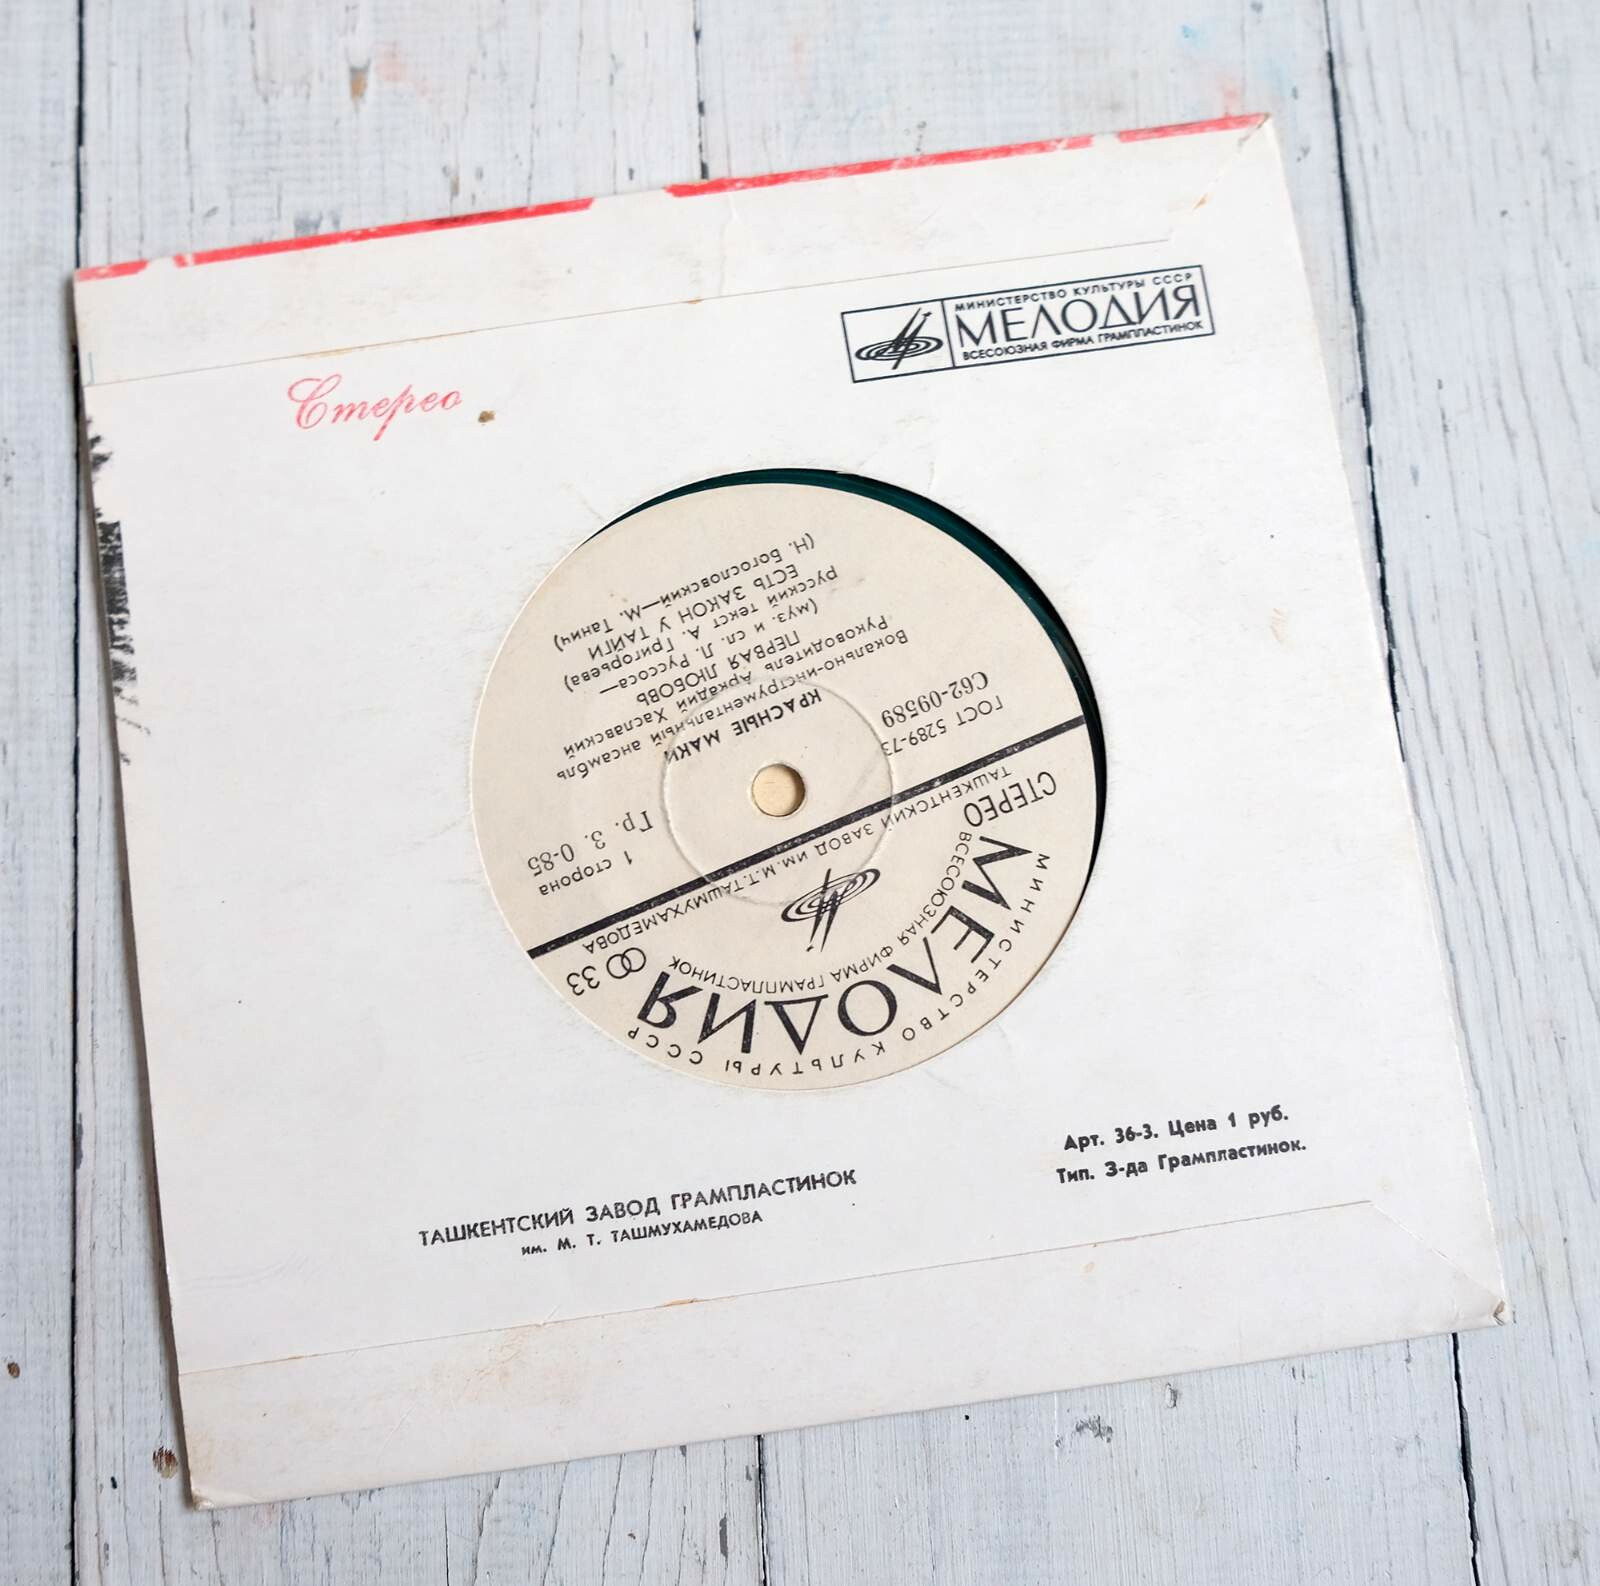 МИНИСТЕРСТВО КУЛЬТУРЫ СССР
МЕЛОДИЯ
ВСЕСОЮЗНАЯ ФИРМА ГРАМПЛАСТИНОК
Стерео
МИНИСТЕРСТВО КУЛЬТУРЫ СССР
МЕЛОДИЯ
ВСЕСОЮЗНАЯ ФИРМА ГРАМПЛАСТИНОК
СТЕРЕО
33
ТАШКЕНТСКИЙ ЗАВОД ИМ. М.Т.ТАШМУХАМЕДОВА
ГОСТ 5289-73
1 сторона
С62-09589
Гр. 3. 0-85
КРАСНЫЕ МАКИ
Вокально-инструментальный ансамбль
Руководитель Аркадий Хаславский
ПЕРВАЯ ЛЮБОВЬ
(муз. и сл. Л. Руссоса—
русский текст А. Григорьева)
ЕСТЬ ЗАКОН У ТАЙГИ
(Н. Богословский—М. Танич)
Арт. 36-3. Цена 1 руб.
Тип. З-да Грампластинок.
ТАШКЕНТСКИЙ ЗАВОД ГРАМПЛАСТИНОК
им. М. Т. ТАШМУХАМЕДОВА